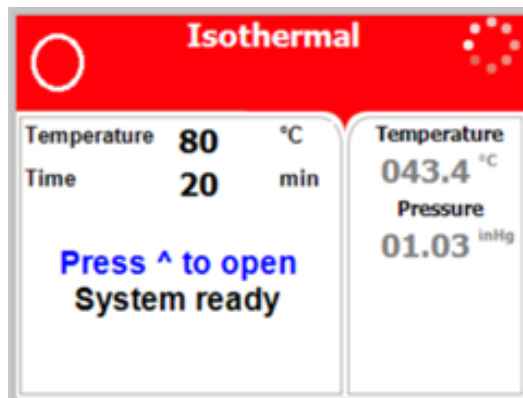 Isothermal
Temperature 80 °C
Time 20 min
Press ^ to open
System ready
Temperature
043.4 °C
Pressure
01.03 inHg